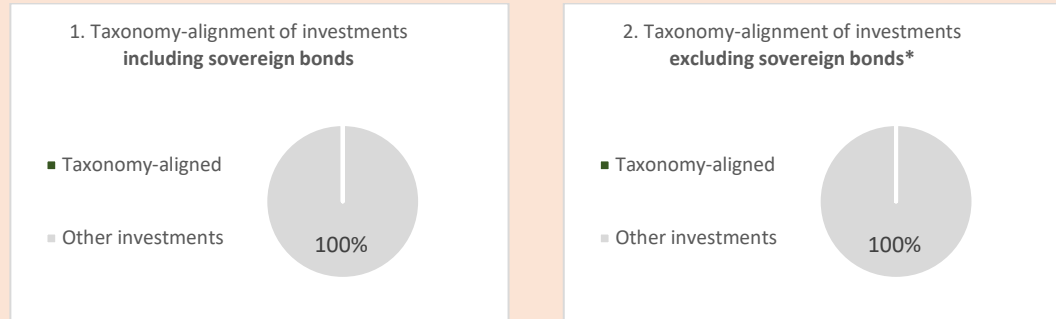 1. Taxonomy-alignment of investments
including sovereign bonds
Taxonomy-aligned
Other investments
100%
2. Taxonomy-alignment of investments
excluding sovereign bonds*
Taxonomy-aligned
Other investments
100%